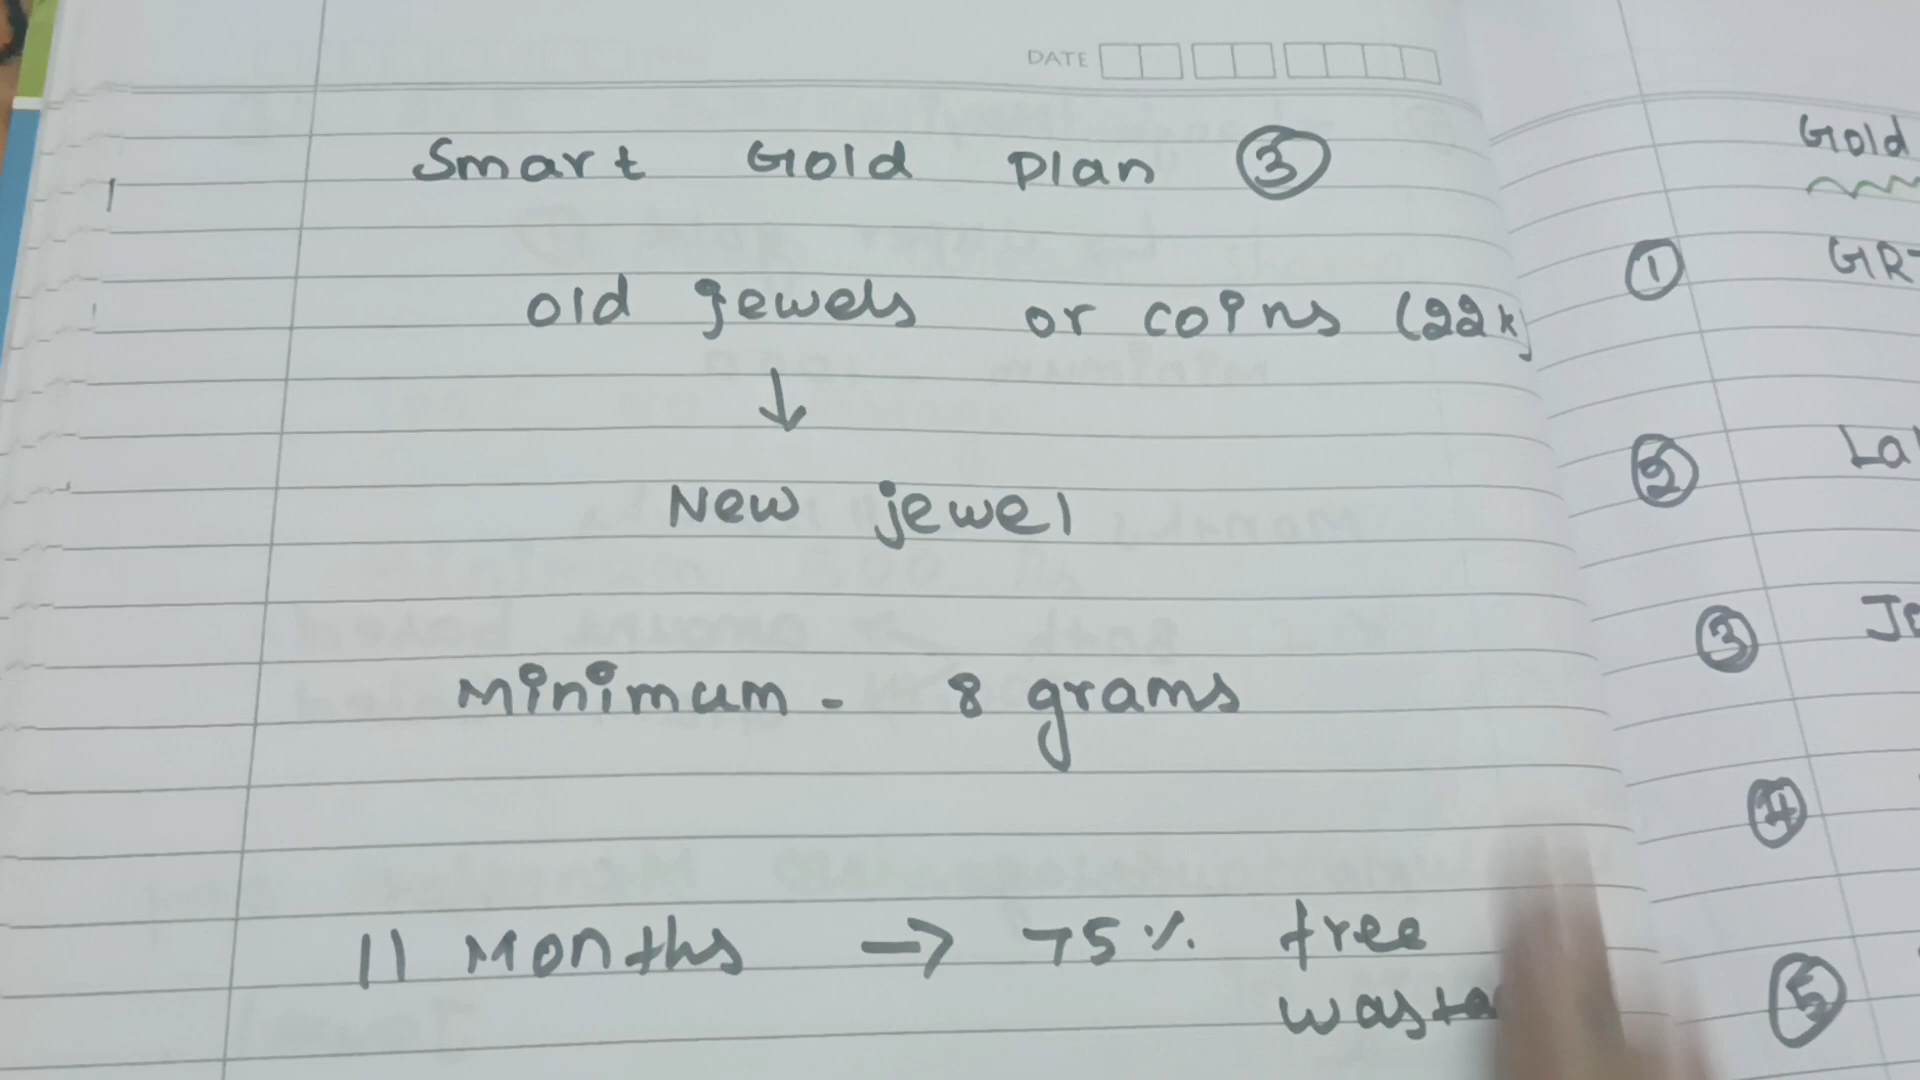 DATE
Smart Gold plan ③
old jewels or coins (22k)
↓
New jewel
Minimum - 8 grams
11 Months → 75% free
Gold
①
②
③
④
⑤